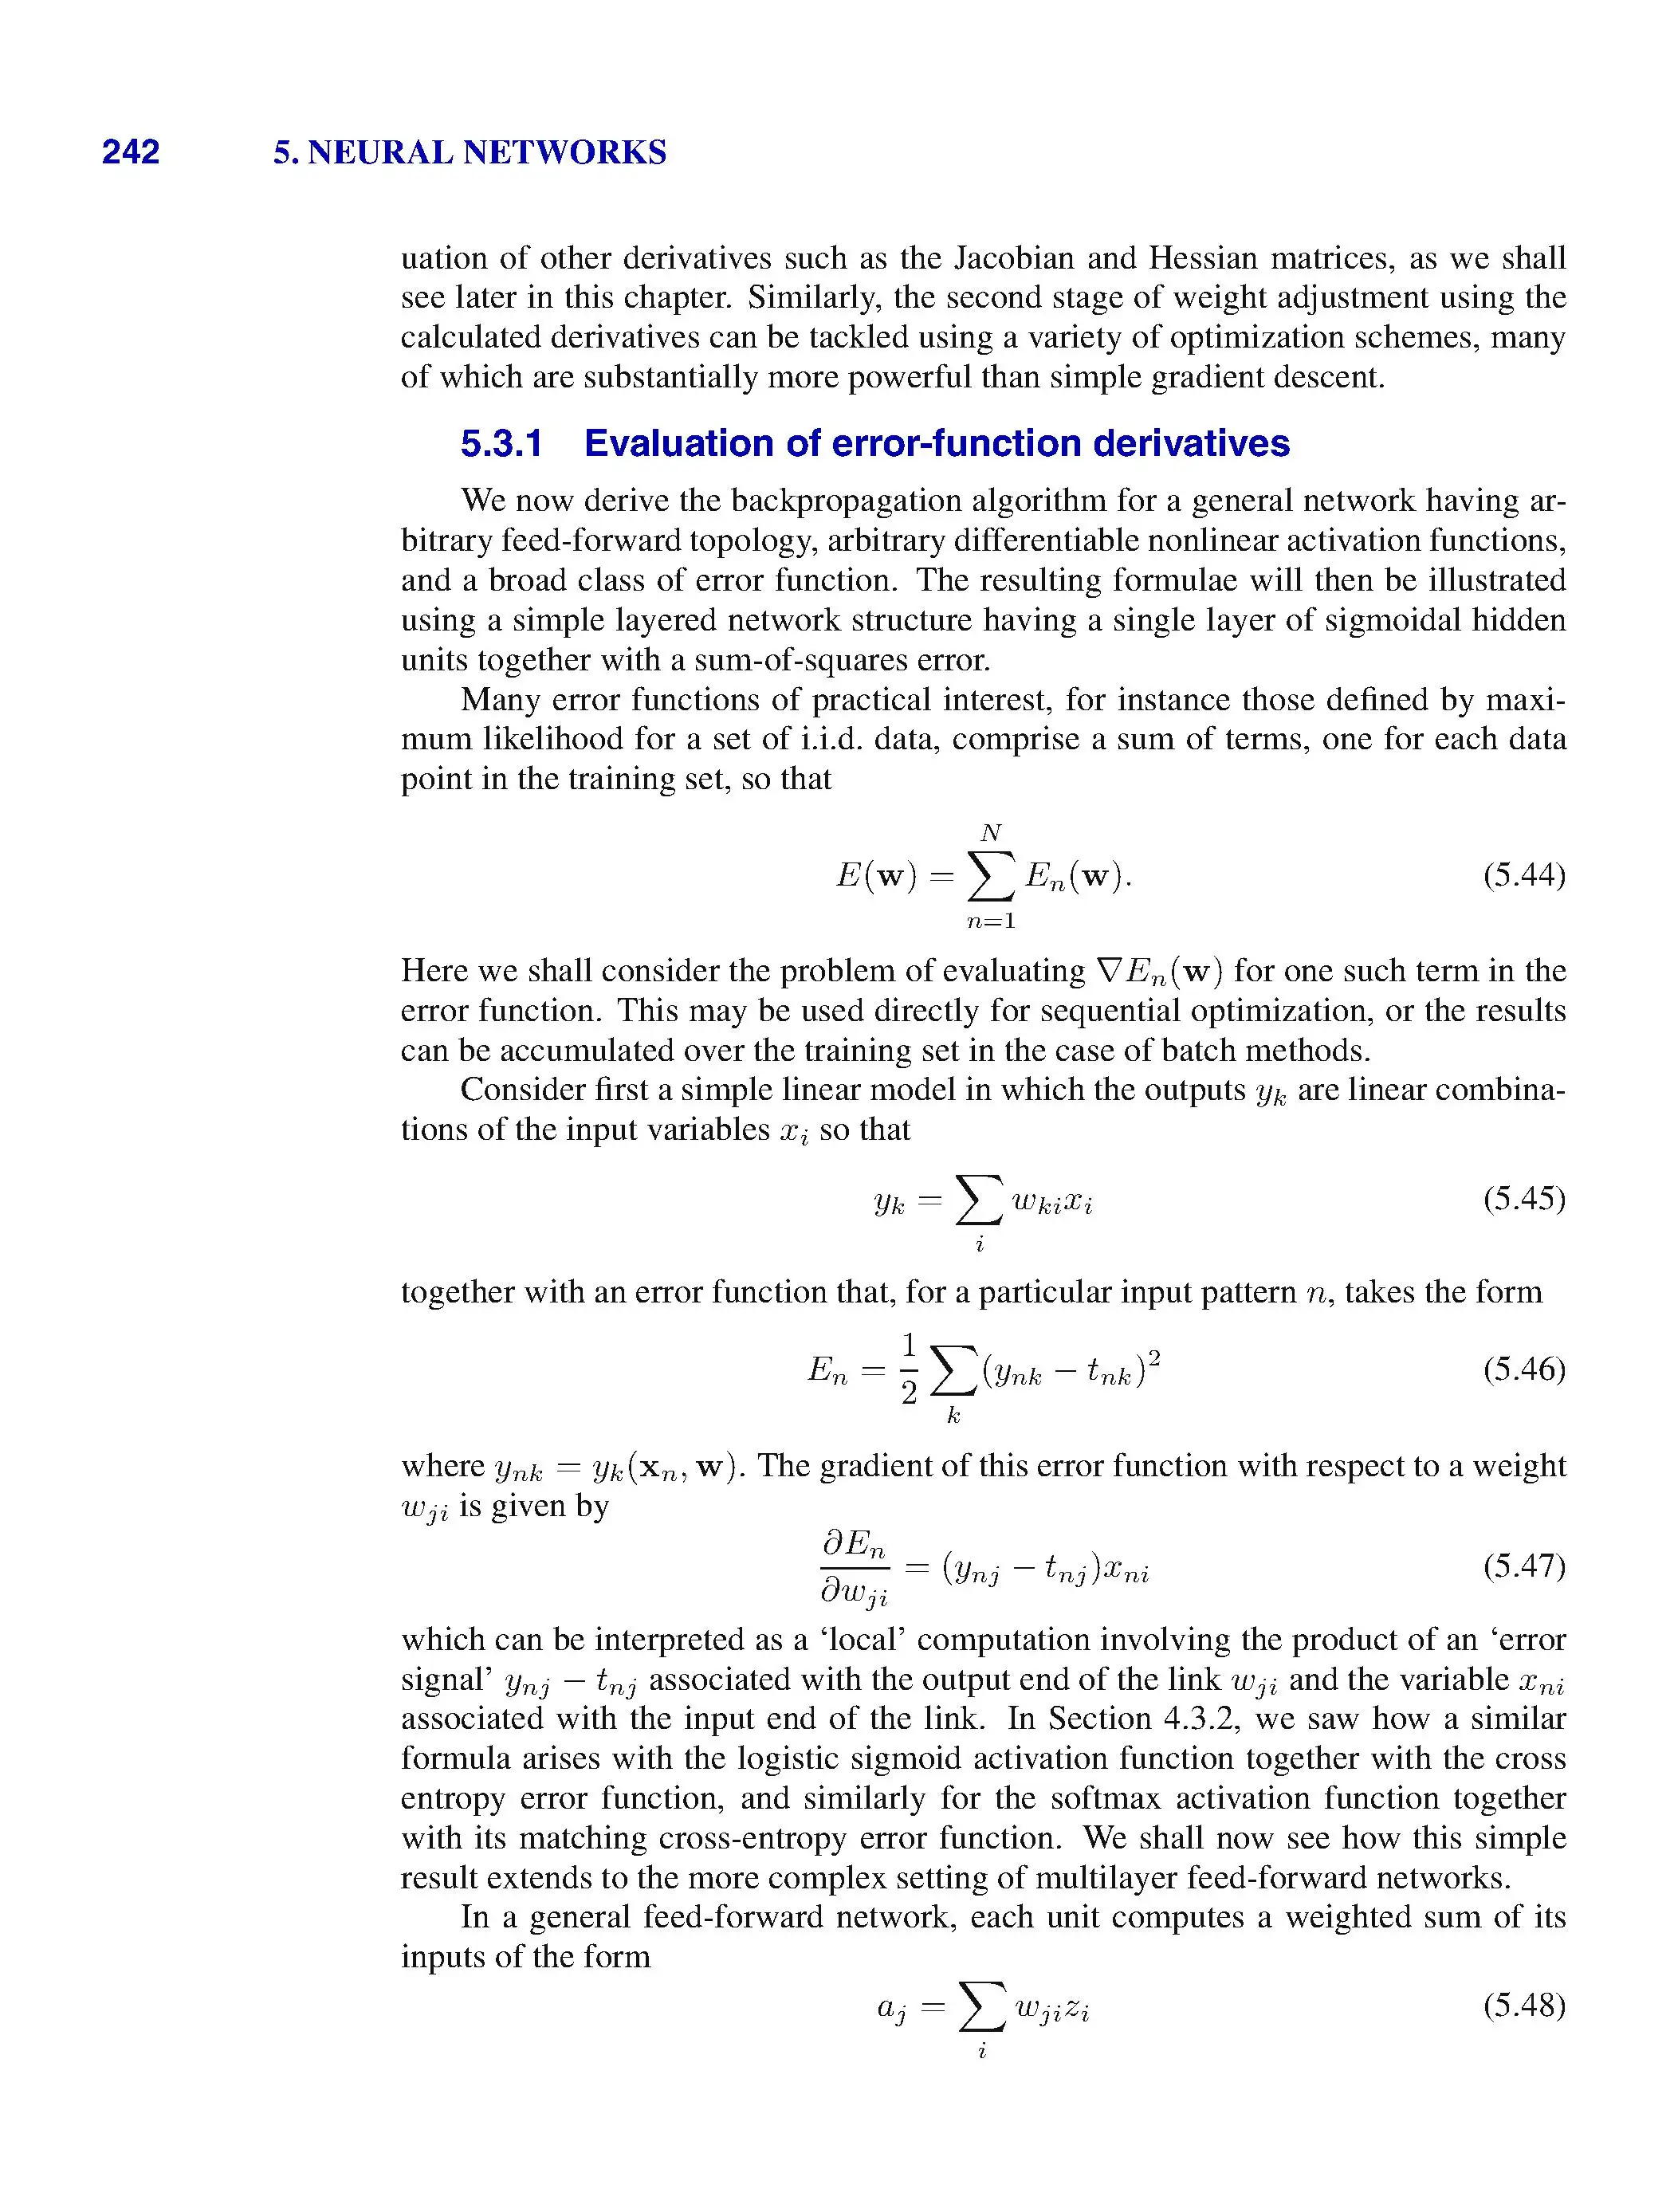 242 5. NEURAL NETWORKS
uation of other derivatives such as the Jacobian and Hessian matrices, as we shall
see later in this chapter. Similarly, the second stage of weight adjustment using the
calculated derivatives can be tackled using a variety of optimization schemes, many
of which are substantially more powerful than simple gradient descent.
5.3.1 Evaluation of error-function derivatives
We now derive the backpropagation algorithm for a general network having ar-
bitrary feed-forward topology, arbitrary differentiable nonlinear activation functions,
and a broad class of error function. The resulting formulae will then be illustrated
using a simple layered network structure having a single layer of sigmoidal hidden
units together with a sum-of-squares error.
Many error functions of practical interest, for instance those defined by maxi-
mum likelihood for a set of i.i.d. data, comprise a sum of terms, one for each data
point in the training set, so that
$E(\mathbf{w}) = \sum_{n=1}^{N} E_n(\mathbf{w}).$ (5.44)
Here we shall consider the problem of evaluating $\nabla E_n(\mathbf{w})$ for one such term in the
error function. This may be used directly for sequential optimization, or the results
can be accumulated over the training set in the case of batch methods.
Consider first a simple linear model in which the outputs $y_k$ are linear combina-
tions of the input variables $x_i$ so that
$y_k = \sum_i w_{ki} x_i$ (5.45)
together with an error function that, for a particular input pattern $n$, takes the form
$E_n = \frac{1}{2} \sum_k (y_{nk} - t_{nk})^2$ (5.46)
where $y_{nk} = y_k(\mathbf{x}_n, \mathbf{w})$. The gradient of this error function with respect to a weight
$w_{ji}$ is given by
$\frac{\partial E_n}{\partial w_{ji}} = (y_{nj} - t_{nj}) x_{ni}$ (5.47)
which can be interpreted as a ‘local’ computation involving the product of an ‘error
signal’ $y_{nj} - t_{nj}$ associated with the output end of the link $w_{ji}$ and the variable $x_{ni}$
associated with the input end of the link. In Section 4.3.2, we saw how a similar
formula arises with the logistic sigmoid activation function together with the cross
entropy error function, and similarly for the softmax activation function together
with its matching cross-entropy error function. We shall now see how this simple
result extends to the more complex setting of multilayer feed-forward networks.
In a general feed-forward network, each unit computes a weighted sum of its
inputs of the form
$a_j = \sum_i w_{ji} z_i$ (5.48)